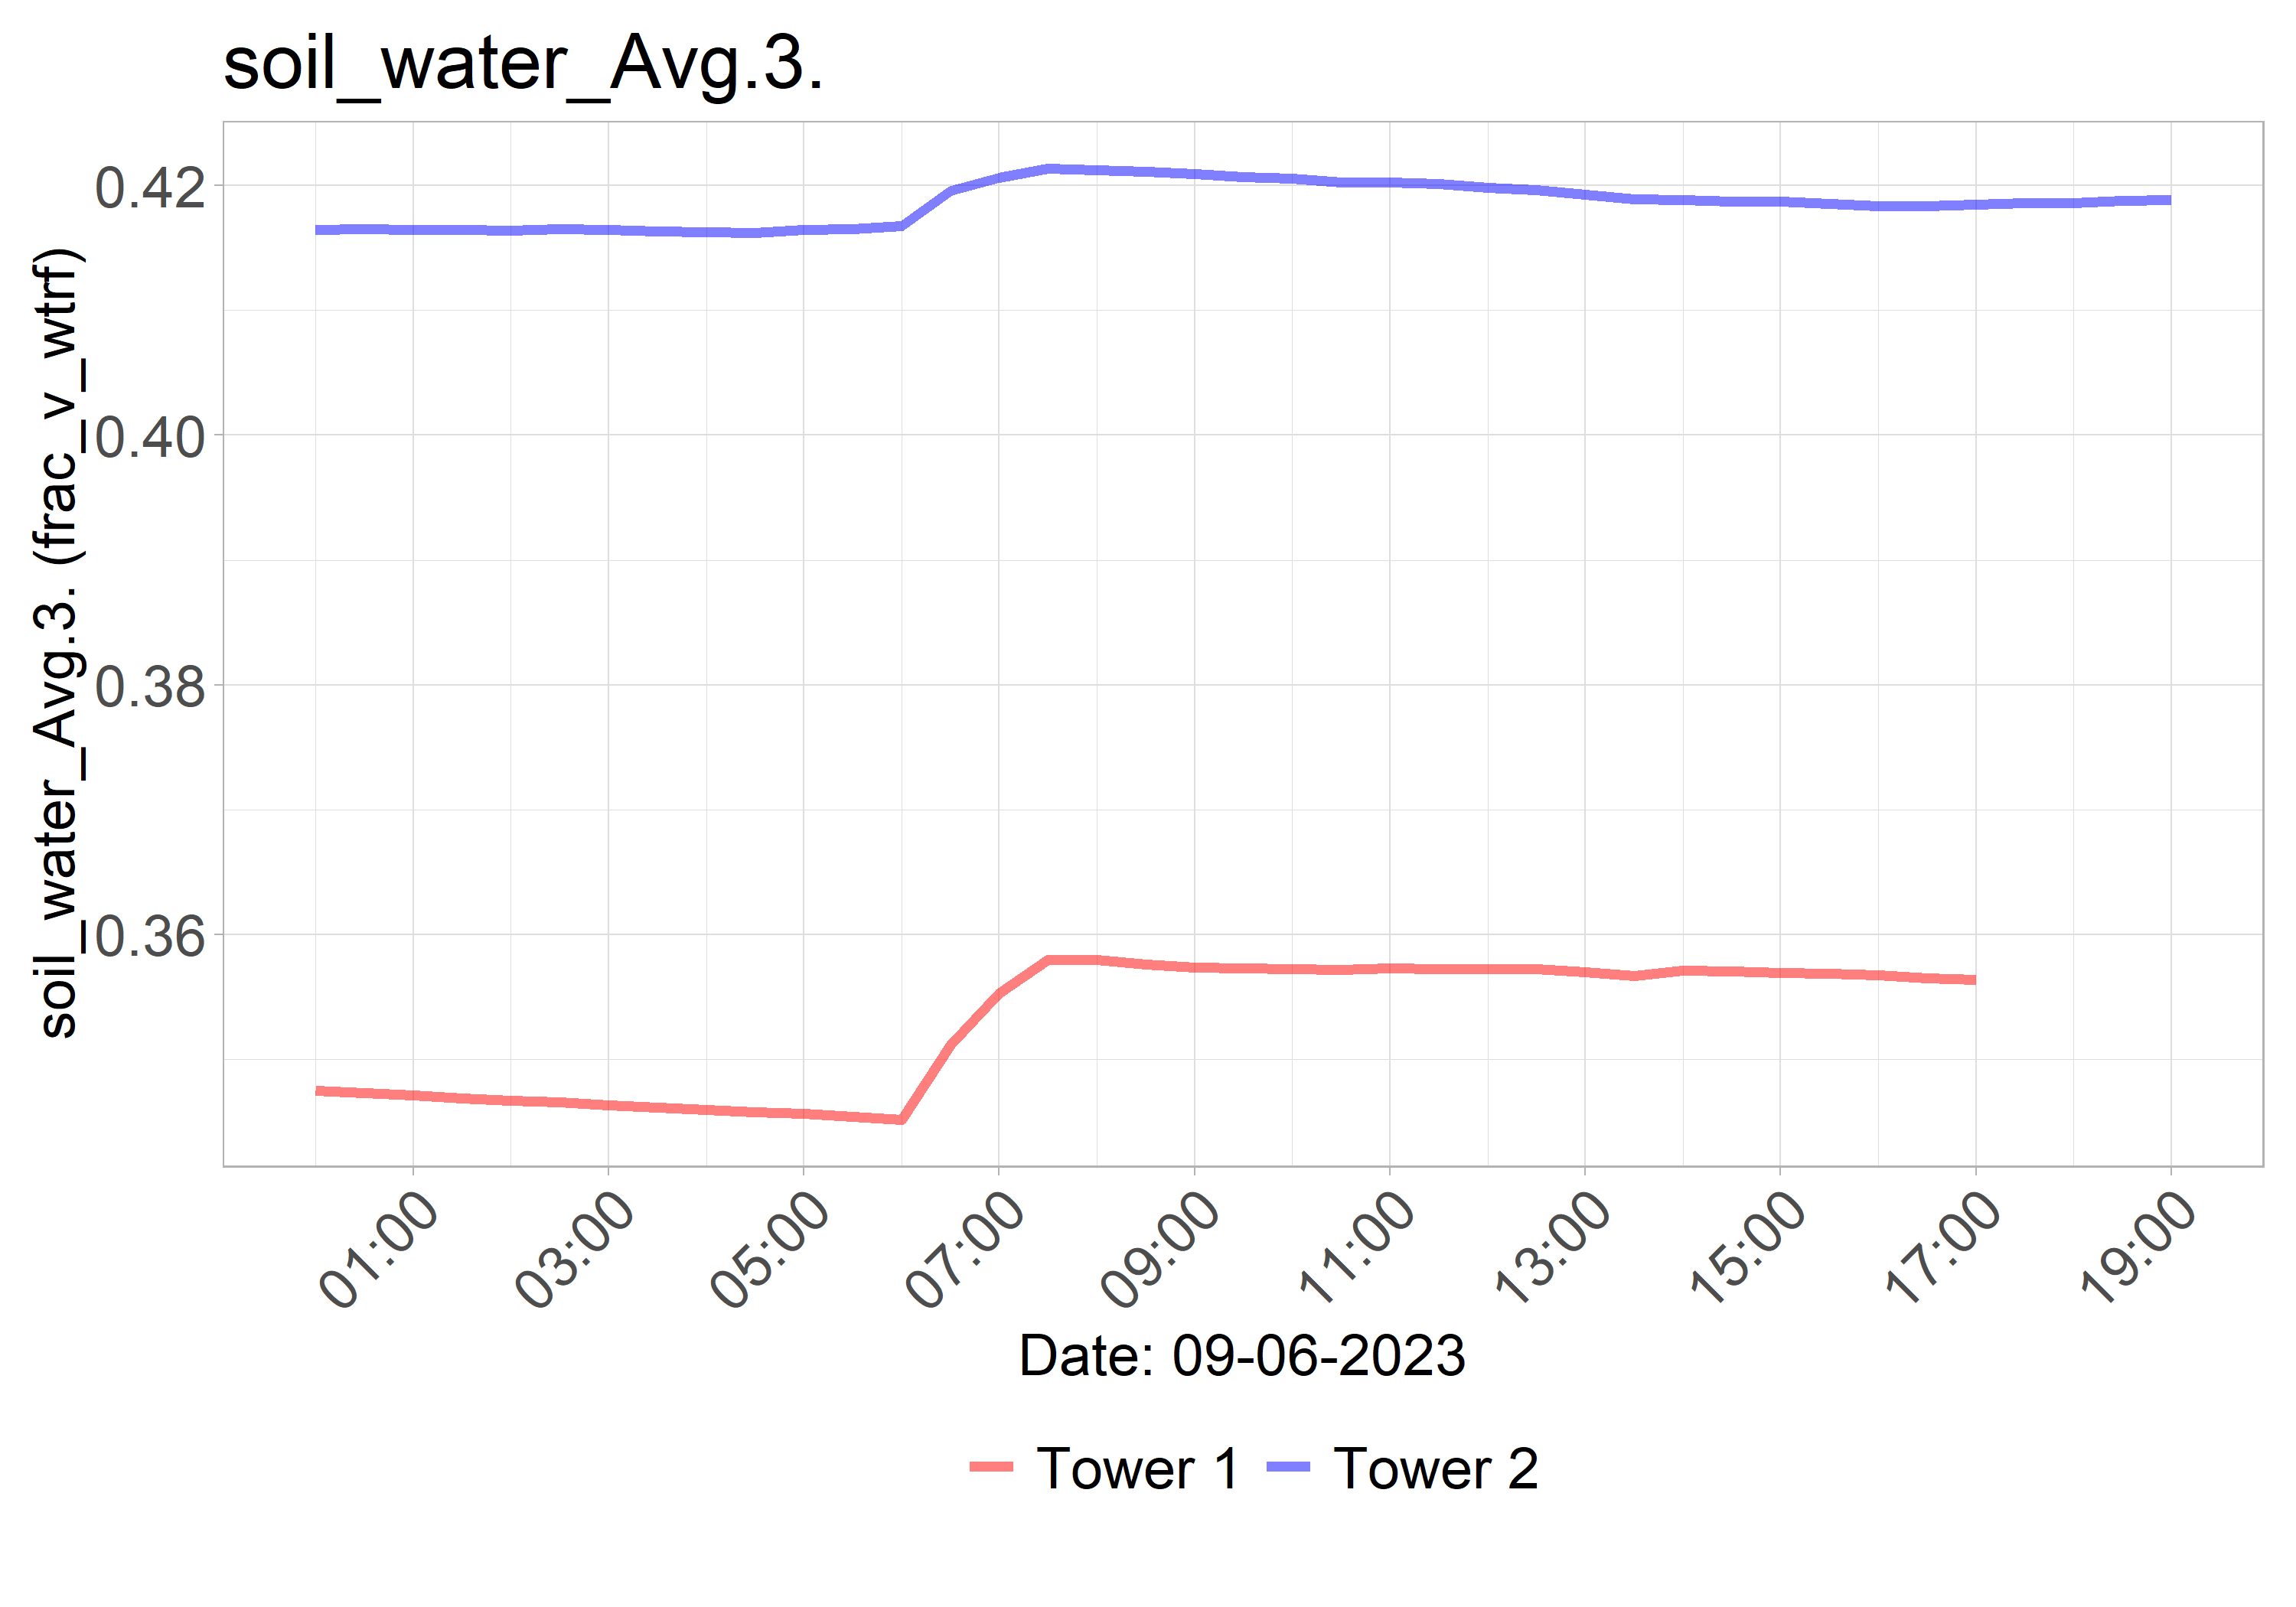 soil_water_Avg.3.
soil_water_Avg.3. (frac_v_wtrf)
0.42
0.40
0.38
0.36
01:00
03:00
05:00
07:00
09:00
11:00
13:00
15:00
17:00
19:00
Date: 09-06-2023
Tower 1
Tower 2